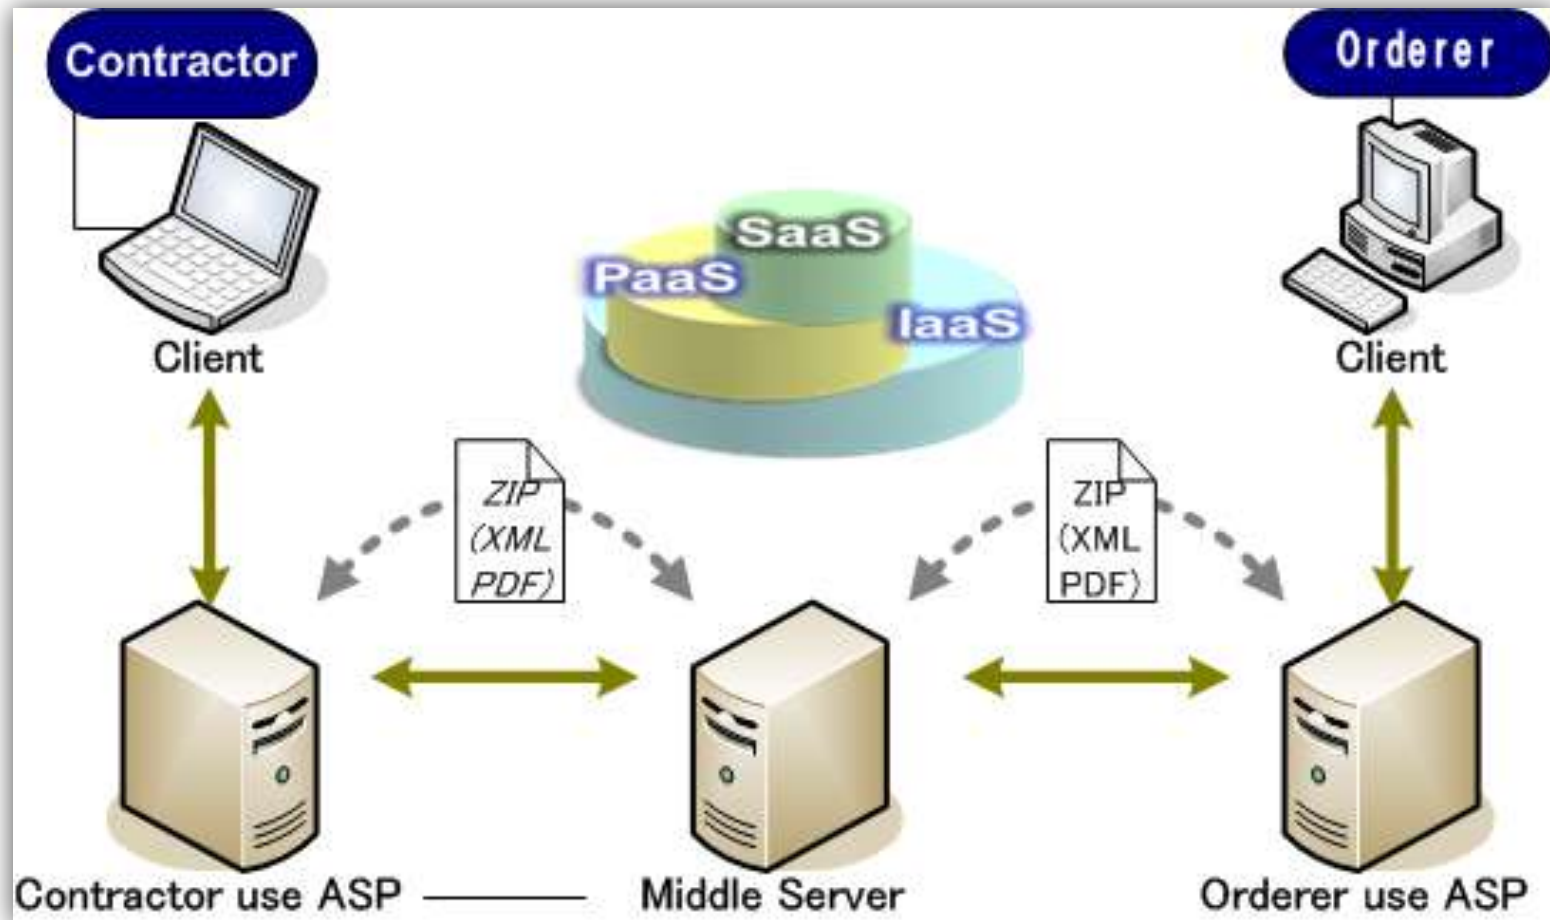 Contractor
Orderer
SaaS
PaaS
IaaS
Client
Client
ZIP
(XML
PDF)
ZIP
(XML
PDF)
Contractor use ASP
Middle Server
Orderer use ASP